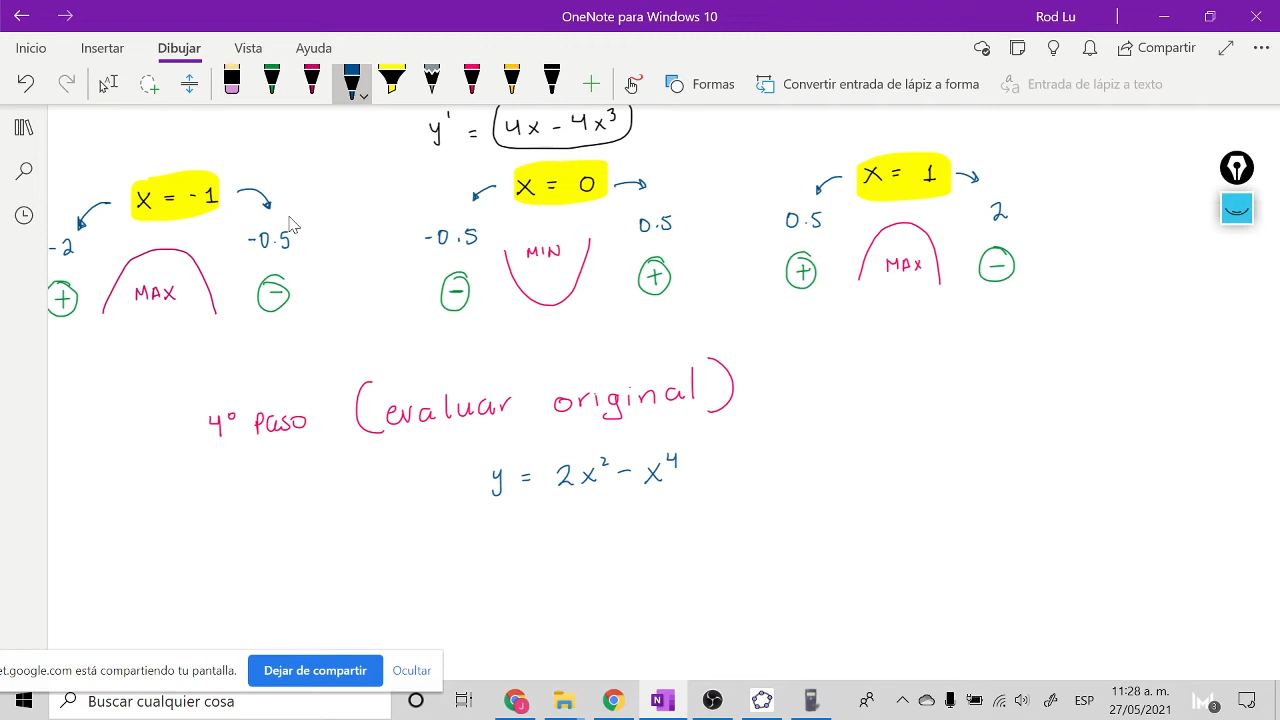 OneNote para Windows 10
Rod Lu
Inicio Insertar Dibujar Vista Ayuda
Compartir
Formas Convertir entrada de lápiz a forma Entrada de lápiz a texto
y' = 4x - 4x³
x = -1 x = 0 x = 1
-2 -0.5 -0.5 0.5 0.5 2
+ MAX - - MIN + + MAX -
4° Paso (evaluar original)
y = 2x² - x⁴
et.google.com está compartiendo tu pantalla. Dejar de compartir Ocultar
Buscar cualquier cosa
ESP
11:28 a. m.
27/05/2021
3